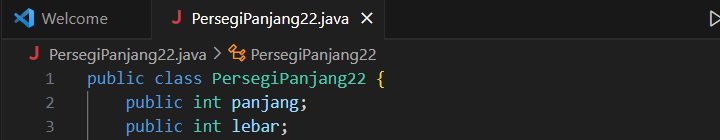 Welcome PersegiPanjang22.java
PersegiPanjang22.java > PersegiPanjang22
1 public class PersegiPanjang22 {
2 public int panjang;
3 public int lebar;